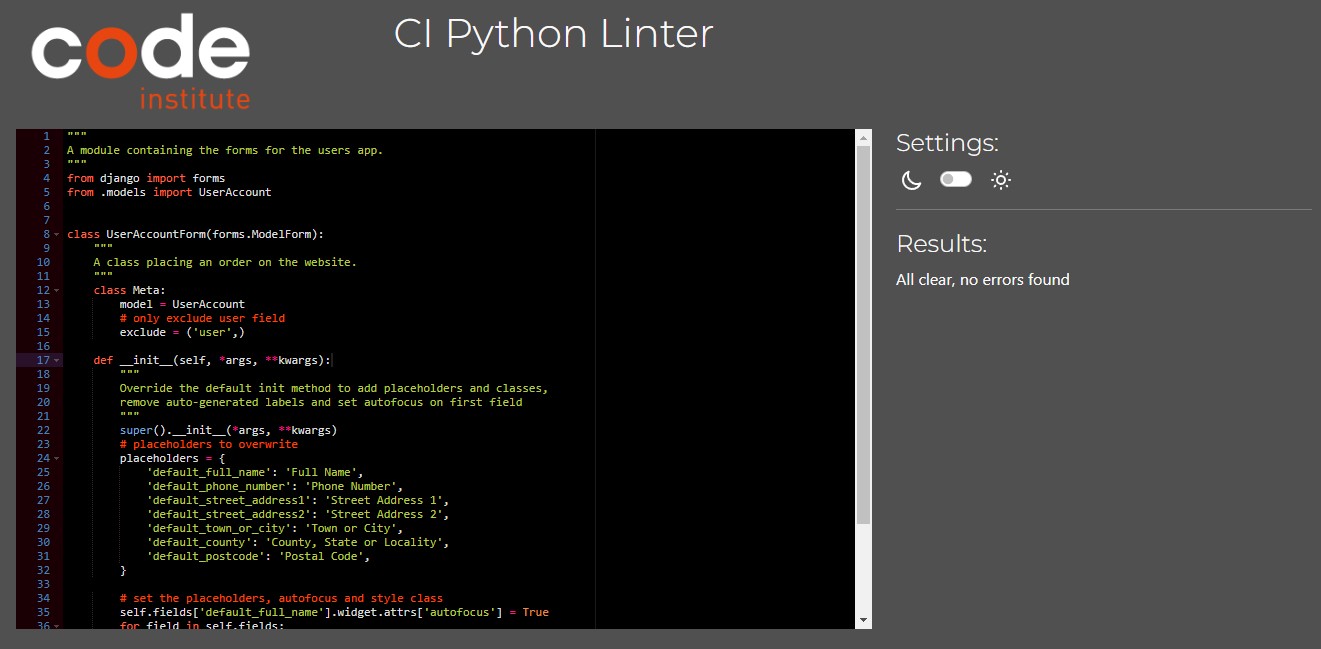 code
institute
CI Python Linter
1 """
2 A module containing the forms for the users app.
3 """
4 from django import forms
5 from .models import UserAccount
6
7
8 class UserAccountForm(forms.ModelForm):
9     """
10     A class placing an order on the website.
11     """
12     class Meta:
13         model = UserAccount
14         # only exclude user field
15         exclude = ('user',)
16
17     def __init__(self, *args, **kwargs):
18         """
19         Override the default init method to add placeholders and classes,
20         remove auto-generated labels and set autofocus on first field
21         """
22         super().__init__(*args, **kwargs)
23         # placeholders to overwrite
24         placeholders = {
25             'default_full_name': 'Full Name',
26             'default_phone_number': 'Phone Number',
27             'default_street_address1': 'Street Address 1',
28             'default_street_address2': 'Street Address 2',
29             'default_town_or_city': 'Town or City',
30             'default_county': 'County, State or Locality',
31             'default_postcode': 'Postal Code',
32         }
33
34         # set the placeholders, autofocus and style class
35         self.fields['default_full_name'].widget.attrs['autofocus'] = True
36         for field in self.fields:
Settings:
Results:
All clear, no errors found